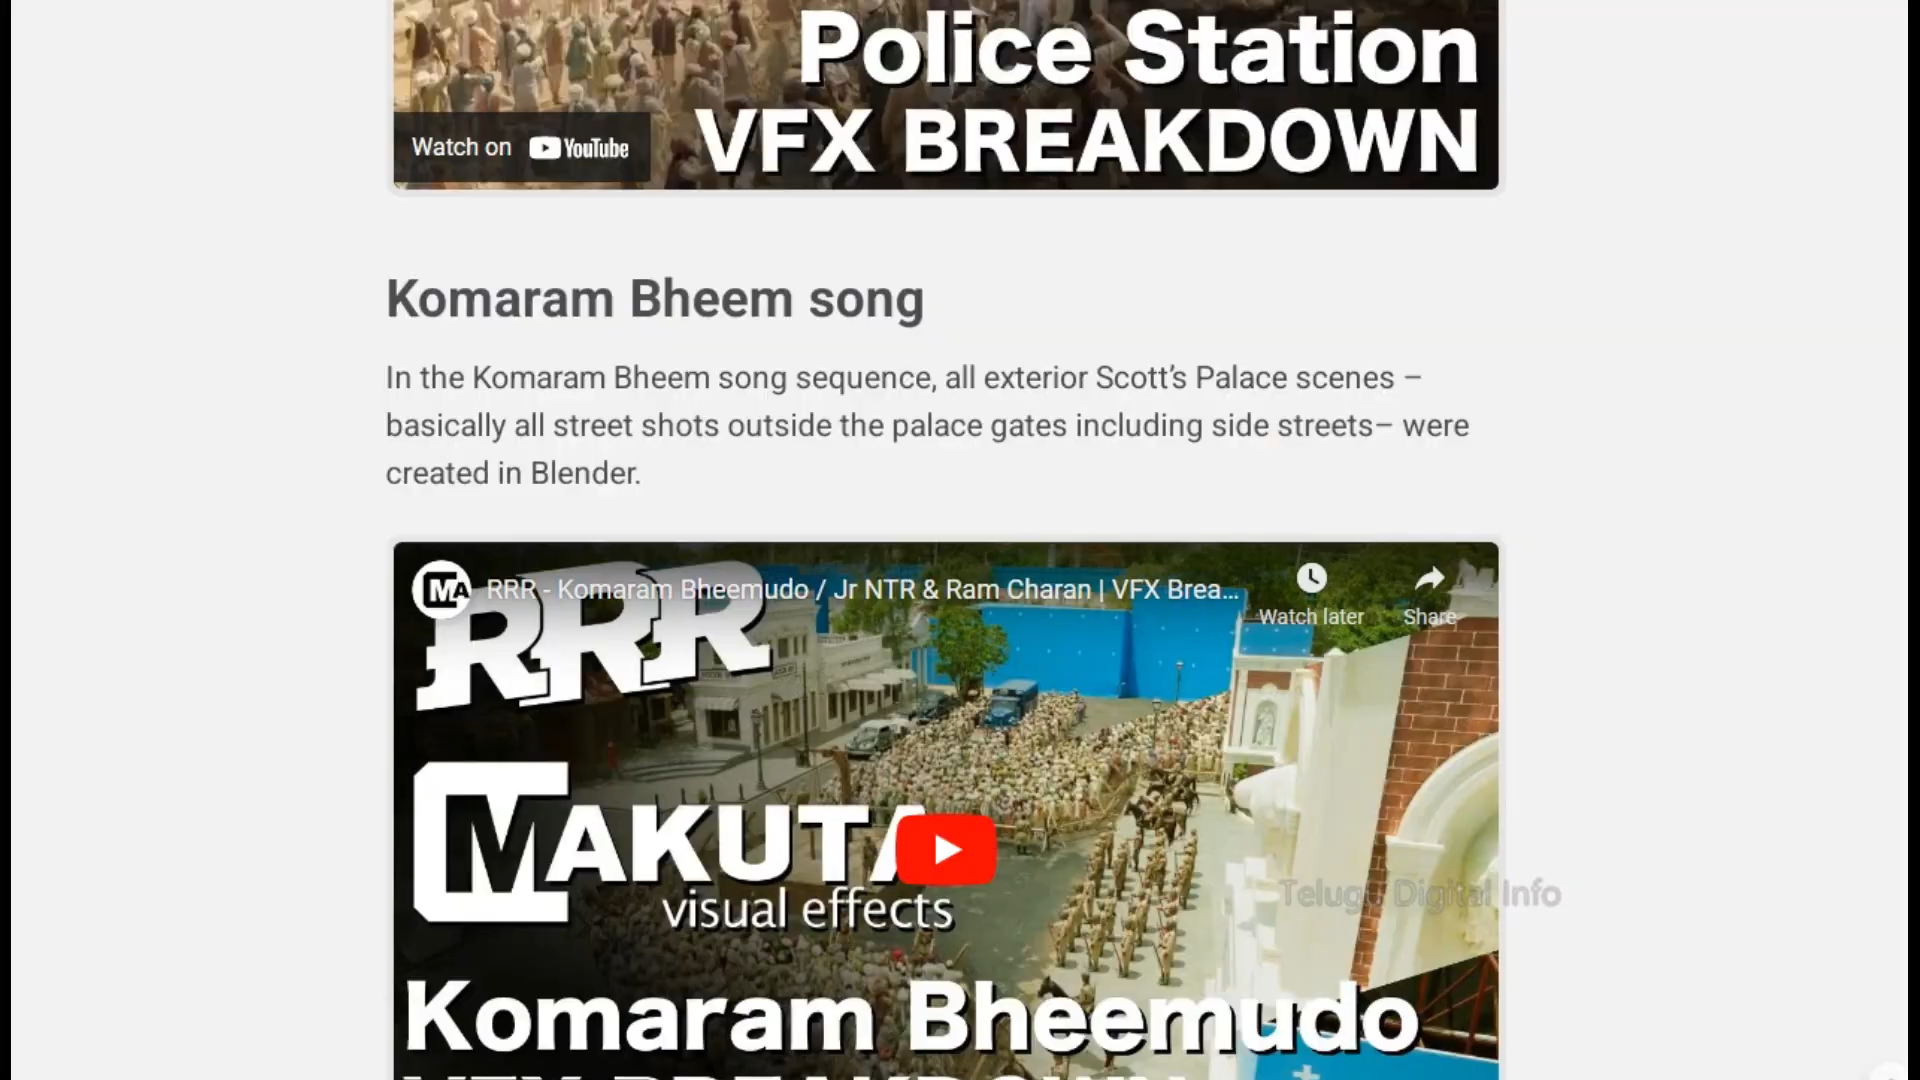 Police Station
VFX BREAKDOWN
Watch on YouTube
Komaram Bheem song
In the Komaram Bheem song sequence, all exterior Scott's Palace scenes –
basically all street shots outside the palace gates including side streets– were
created in Blender.
MA RRR - Komaram Bheemudo / Jr NTR & Ram Charan | VFX Brea...
Watch later
Share
RRR
MAKUTA
visual effects
Telugu Digital Info
Komaram Bheemudo
VFX BREAKDOWN